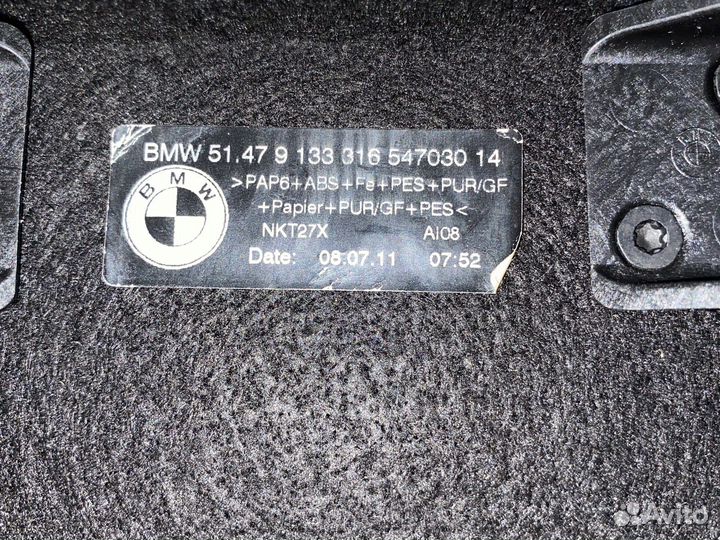 BMW 51.47 9 133 316 547030 14
>PAP6+ABS+Fe+PES+PUR/GF
+Papier+PUR/GF+PES<
NKT27X AI08
Date: 08.07.11 07:52
BMW
Avito